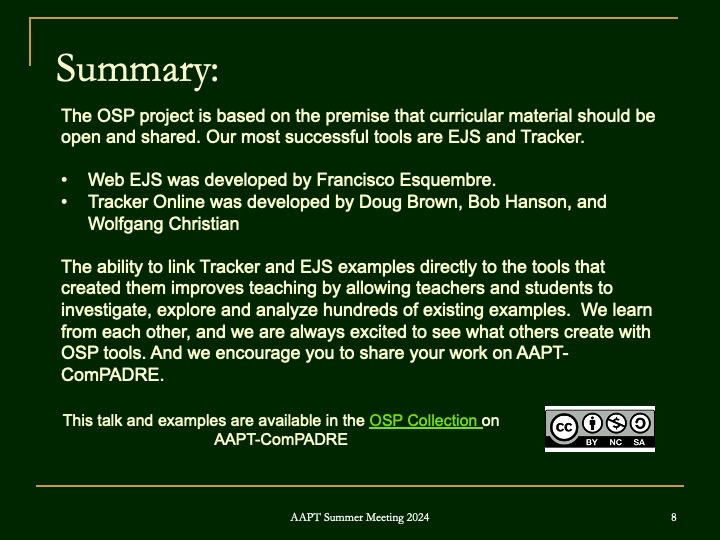 Summary:
The OSP project is based on the premise that curricular material should be
open and shared. Our most successful tools are EJS and Tracker.
• Web EJS was developed by Francisco Esquembre.
• Tracker Online was developed by Doug Brown, Bob Hanson, and
Wolfgang Christian
The ability to link Tracker and EJS examples directly to the tools that
created them improves teaching by allowing teachers and students to
investigate, explore and analyze hundreds of existing examples.  We learn
from each other, and we are always excited to see what others create with
OSP tools. And we encourage you to share your work on AAPT-
ComPADRE.
This talk and examples are available in the OSP Collection on
AAPT-ComPADRE
cc
BY NC SA
AAPT Summer Meeting 2024
8